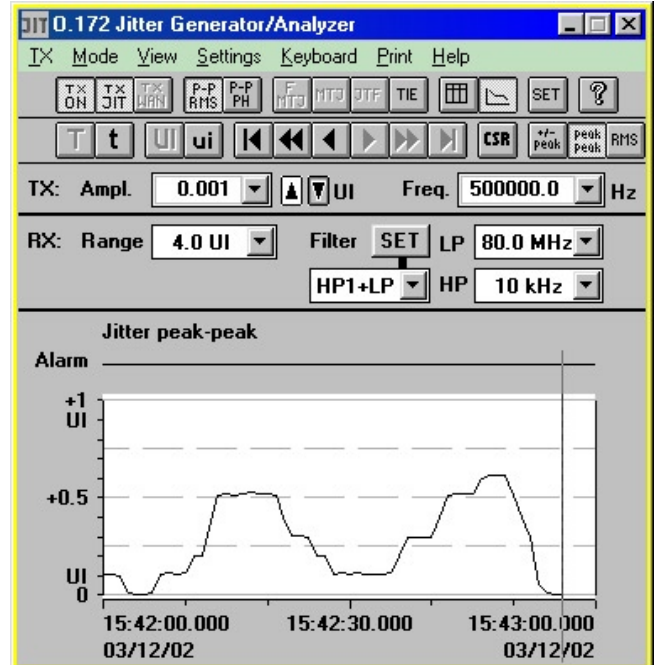 JIT O.172 Jitter Generator/Analyzer
TX Mode View Settings Keyboard Print Help
TX ON TX JIT TX WAN P-P RMS P-P PH F MTJ MTJ JTF TIE SET ?
T t UI ui CSR +/- peak peak peak RMS
TX: Ampl. 0.001 UI Freq. 500000.0 Hz
RX: Range 4.0 UI Filter SET LP 80.0 MHz
HP1+LP HP 10 kHz
Jitter peak-peak
Alarm
+1
UI
+0.5
UI
0
15:42:00.000 15:42:30.000 15:43:00.000
03/12/02 03/12/02